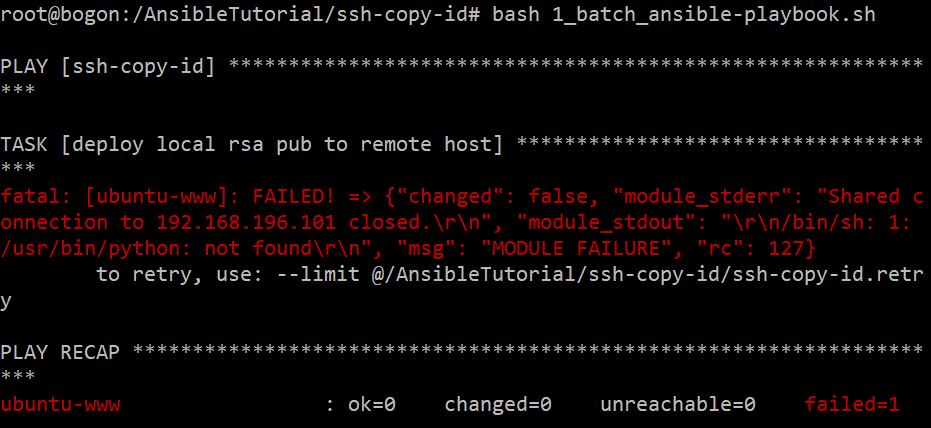 root@bogon:/AnsibleTutorial/ssh-copy-id# bash 1_batch_ansible-playbook.sh
PLAY [ssh-copy-id] **********************************************************
***
TASK [deploy local rsa pub to remote host] **********************************
***
fatal: [ubuntu-www]: FAILED! => {"changed": false, "module_stderr": "Shared c
onnection to 192.168.196.101 closed.\r\n", "module_stdout": "\r\n/bin/sh: 1:
/usr/bin/python: not found\r\n", "msg": "MODULE FAILURE", "rc": 127}
        to retry, use: --limit @/AnsibleTutorial/ssh-copy-id/ssh-copy-id.retr
y
PLAY RECAP ******************************************************************
***
ubuntu-www                 : ok=0    changed=0    unreachable=0    failed=1